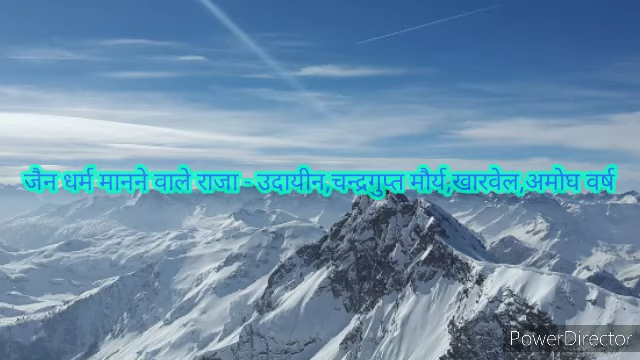 जैन धर्म मानने वाले राजा - उदायीन,चन्द्रगुप्त मौर्य,खारवेल,अमोघ वर्ष
PowerDirector